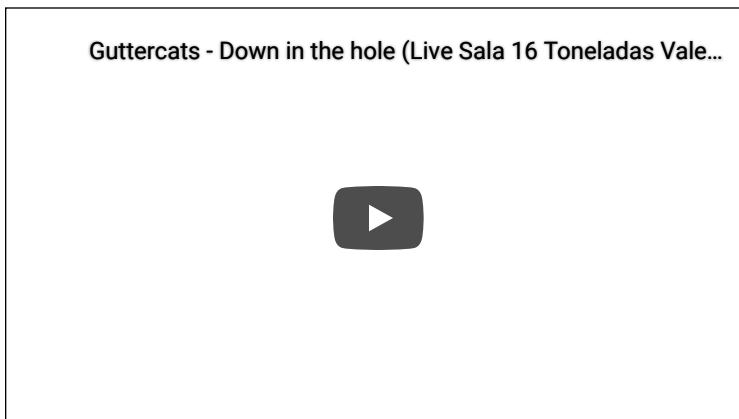 Guttercats - Down in the hole (Live Sala 16 Toneladas Vale…